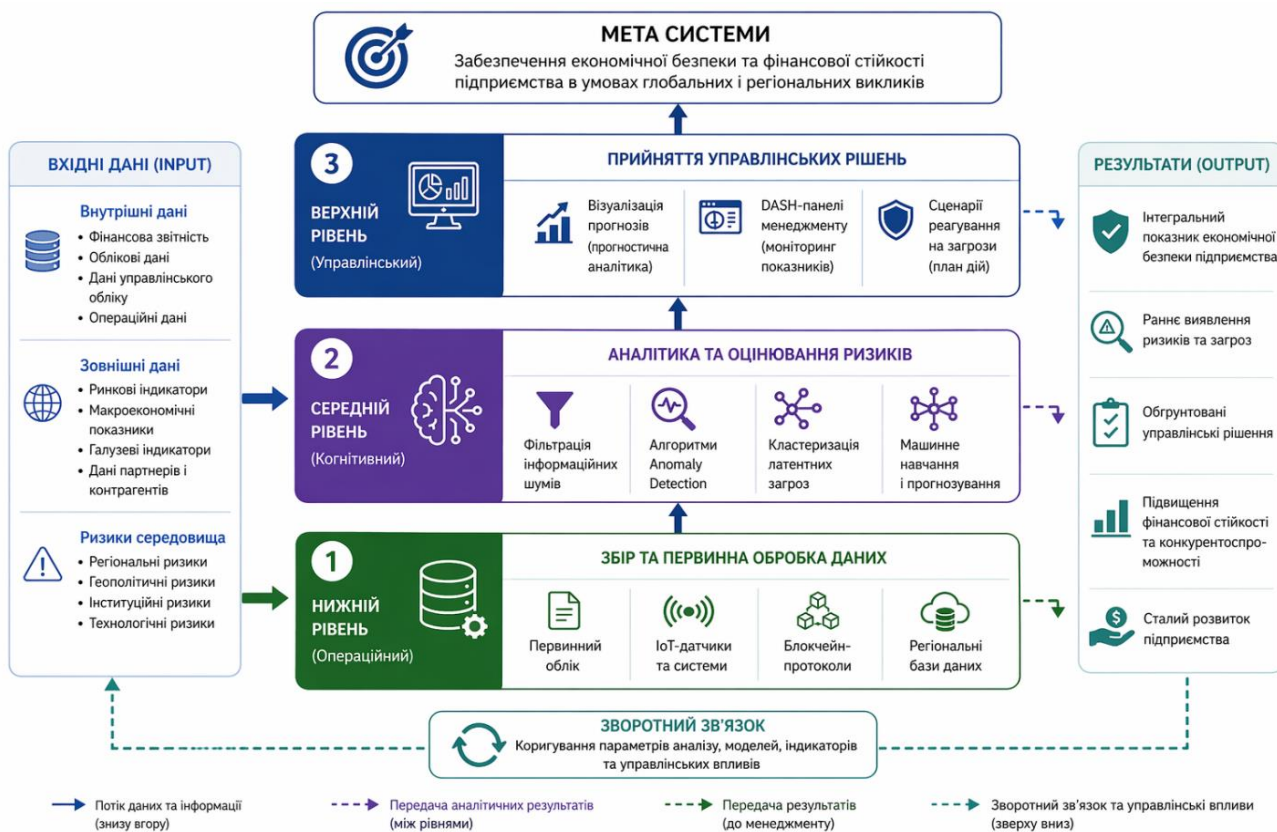 МЕТА СИСТЕМИ
Забезпечення економічної безпеки та фінансової стійкості
підприємства в умовах глобальних і регіональних викликів
ВХІДНІ ДАНІ (INPUT)
Внутрішні дані
• Фінансова звітність
• Облікові дані
• Дані управлінського
обліку
• Операційні дані
Зовнішні дані
• Ринкові індикатори
• Макроекономічні
показники
• Галузеві індикатори
• Дані партнерів і
контрагентів
Ризики середовища
• Регіональні ризики
• Геополітичні ризики
• Інституційні ризики
• Технологічні ризики
3
ВЕРХНІЙ
РІВЕНЬ
(Управлінський)
ПРИЙНЯТТЯ УПРАВЛІНСЬКИХ РІШЕНЬ
Візуалізація
прогнозів
(прогностична
аналітика)
DASH-панелі
менеджменту
(моніторинг
показників)
Сценарії
реагування
на загрози
(план дій)
2
СЕРЕДНІЙ
РІВЕНЬ
(Когнітивний)
АНАЛІТИКА ТА ОЦІНЮВАННЯ РИЗИКІВ
Фільтрація
інформаційних
шумів
Алгоритми
Anomaly
Detection
Кластеризація
латентних
загроз
Машинне
навчання
і прогнозування
1
НИЖНІЙ
РІВЕНЬ
(Операційний)
ЗБІР ТА ПЕРВИННА ОБРОБКА ДАНИХ
Первинний
облік
IoT-датчики
та системи
Блокчейн-
протоколи
Регіональні
бази даних
РЕЗУЛЬТАТИ (OUTPUT)
Інтегральний
показник економічної
безпеки підприємства
Раннє виявлення
ризиків та загроз
Обгрунтовані
управлінські рішення
Підвищення
фінансової стійкості
та конкурентоспро-
можності
$
Сталий розвиток
підприємства
ЗВОРОТНИЙ ЗВ'ЯЗОК
Коригування параметрів аналізу, моделей, індикаторів
та управлінських впливів
Потік даних та інформації
(знизу вгору)
Передача аналітичних результатів
(між рівнями)
Передача результатів
(до менеджменту)
Зворотний зв'язок та управлінські впливи
(зверху вниз)